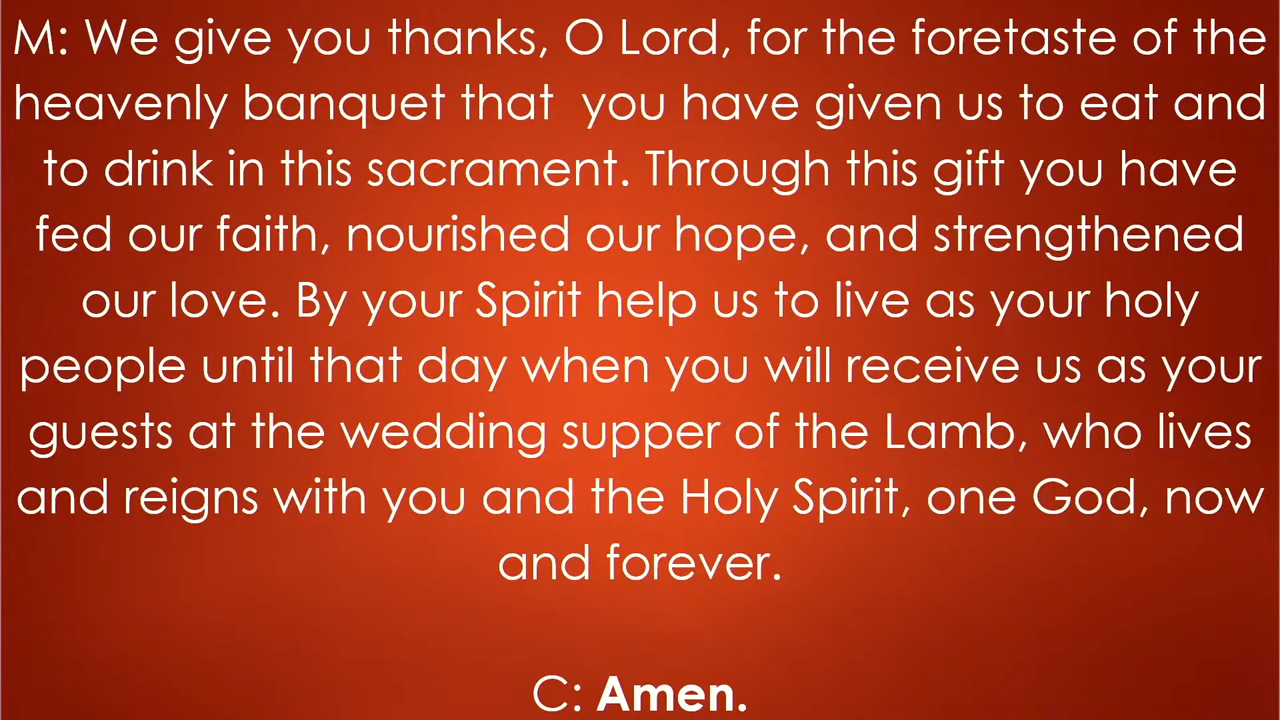 M: We give you thanks, O Lord, for the foretaste of the
heavenly banquet that  you have given us to eat and
to drink in this sacrament. Through this gift you have
fed our faith, nourished our hope, and strengthened
our love. By your Spirit help us to live as your holy
people until that day when you will receive us as your
guests at the wedding supper of the Lamb, who lives
and reigns with you and the Holy Spirit, one God, now
and forever.
C: Amen.